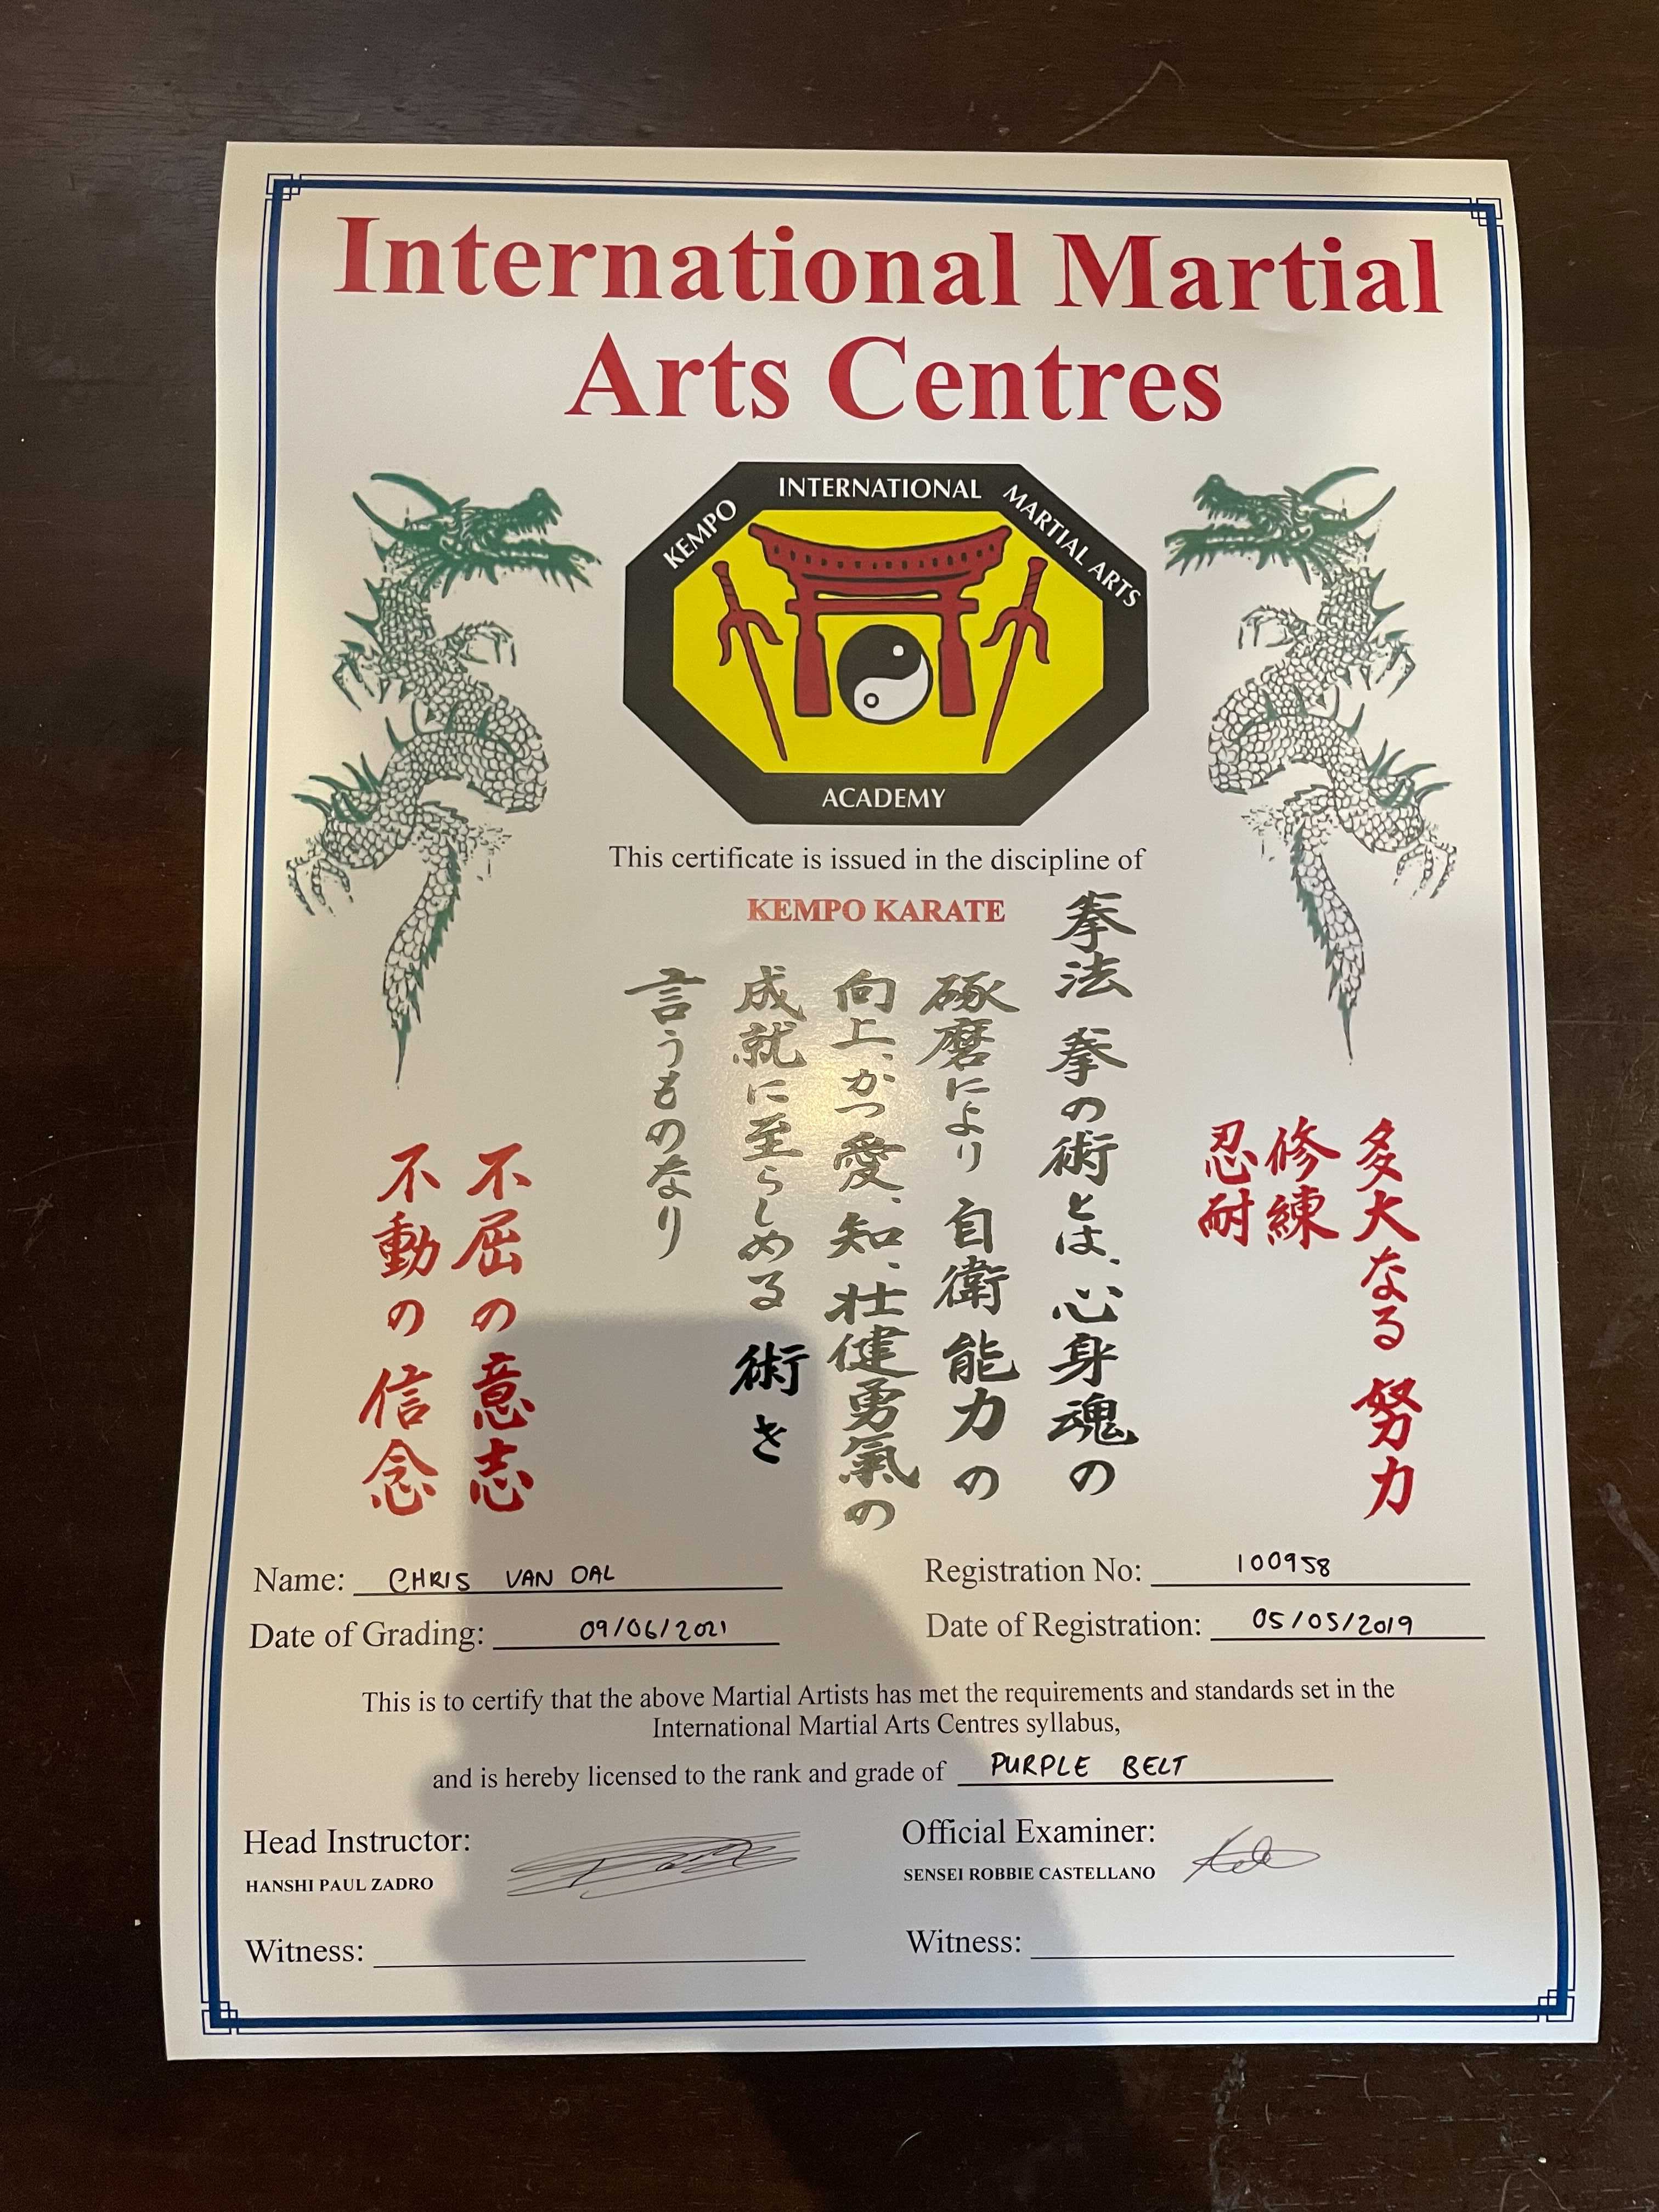 International Martial
Arts Centres
KEMPO INTERNATIONAL MARTIAL ARTS
ACADEMY
This certificate is issued in the discipline of
KEMPO KARATE
多大なる努力
修練
忍耐
拳法 拳の術とは、心身魂の
琢磨により自衛能力の
向上、かつ愛、知、壮健勇氣の
成就に至らしめる術き
言うものなり
不屈の意志
不動の信念
Name: CHRIS VAN DAL
Registration No: 100958
Date of Grading: 09/06/2021
Date of Registration: 05/05/2019
This is to certify that the above Martial Artists has met the requirements and standards set in the
International Martial Arts Centres syllabus,
and is hereby licensed to the rank and grade of PURPLE BELT
Head Instructor:
HANSHI PAUL ZADRO
Official Examiner:
SENSEI ROBBIE CASTELLANO
Witness:
Witness: